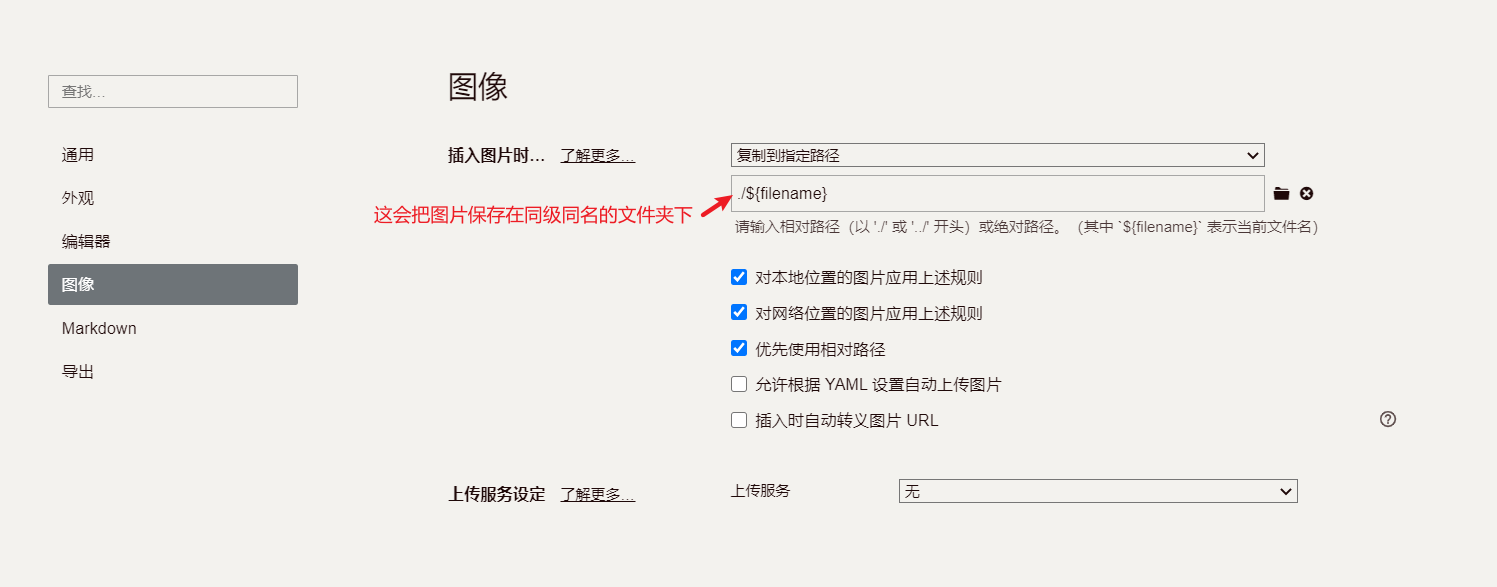 查找...
通用
外观
编辑器
图像
Markdown
导出
图像
插入图片时... 了解更多... 复制到指定路径
./${filename}
这会把图片保存在同级同名的文件夹下
请输入相对路径（以 './' 或 '../' 开头）或绝对路径。（其中 `${filename}` 表示当前文件名）
对本地位置的图片应用上述规则
对网络位置的图片应用上述规则
优先使用相对路径
允许根据 YAML 设置自动上传图片
插入时自动转义图片 URL
上传服务设定 了解更多... 上传服务 无